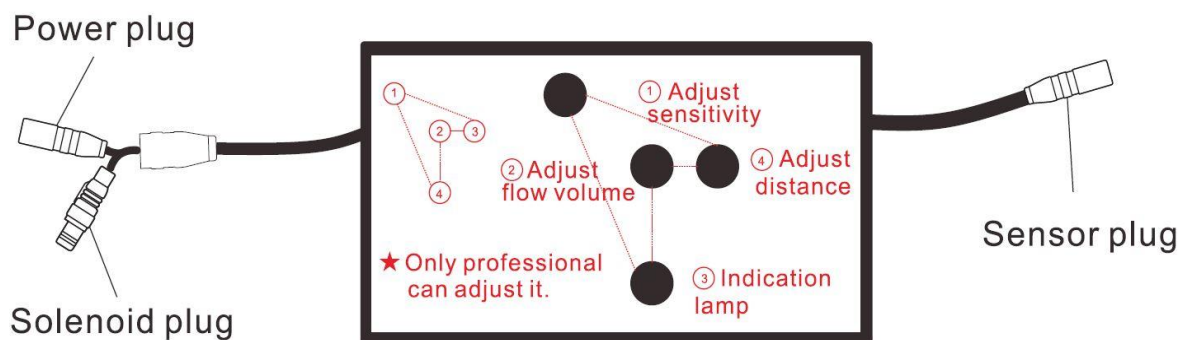 Power plug
① Adjust
sensitivity
①
② ③
② Adjust
flow volume
④ Adjust
distance
④
★ Only professional
can adjust it.
③ Indication
lamp
Sensor plug
Solenoid plug